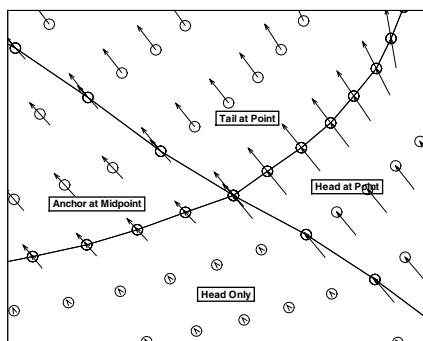 Tail at Point
Head at Point
Anchor at Midpoint
Head Only